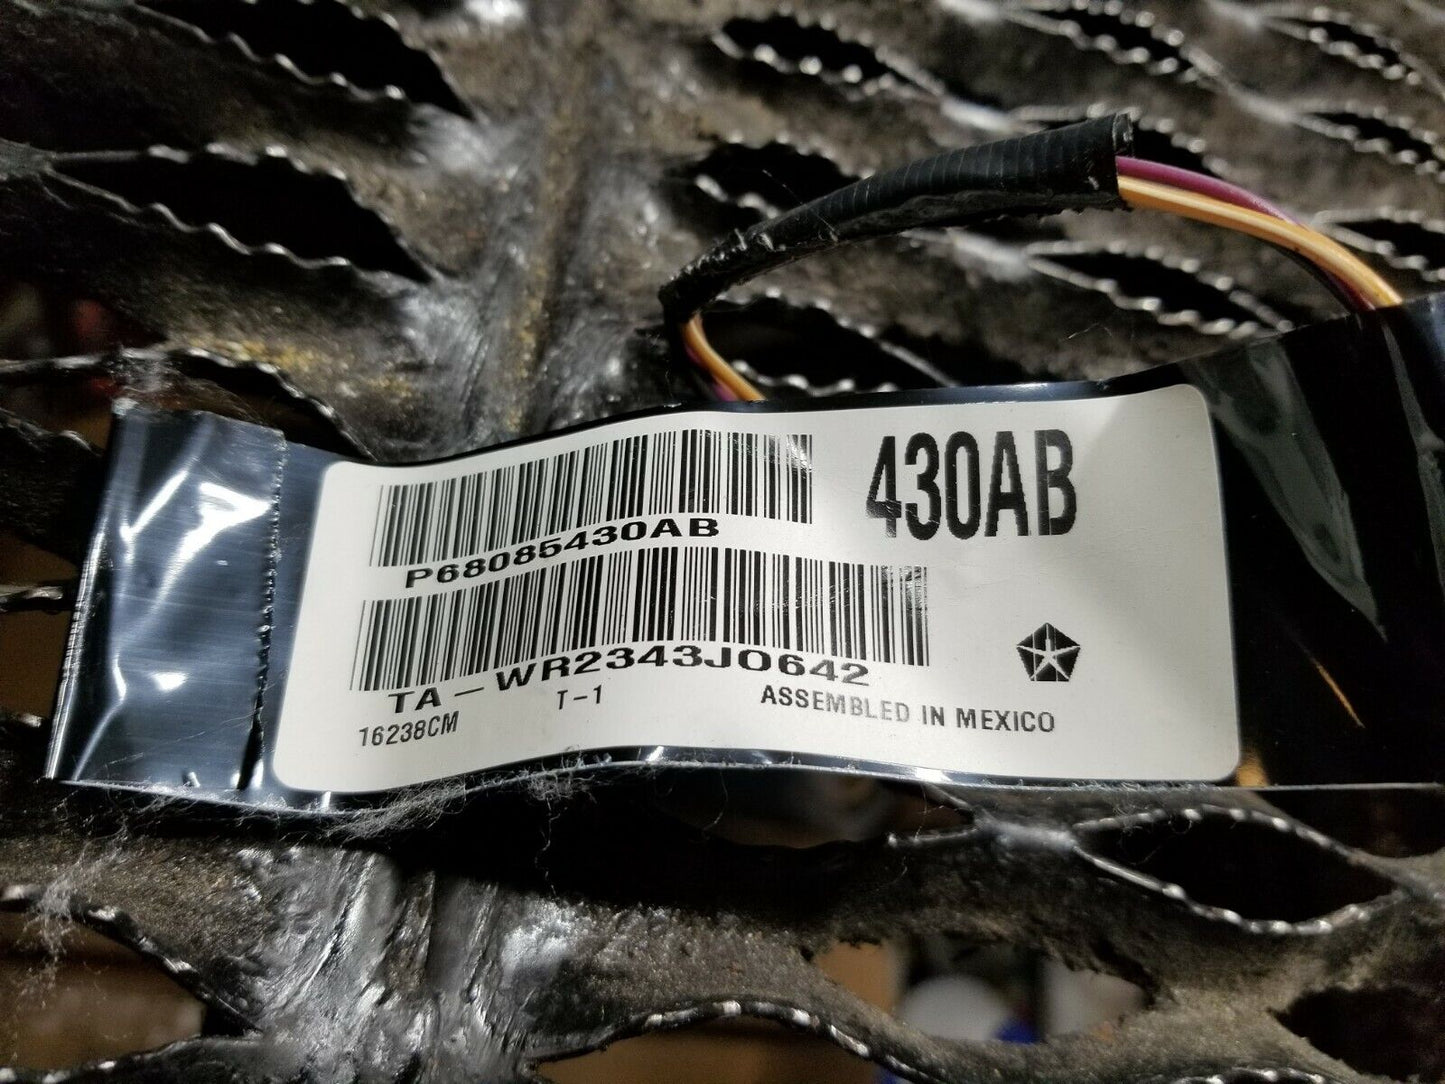 430AB
P68085430AB
TA-WR2343J0642
16238CM T-1 ASSEMBLED IN MEXICO